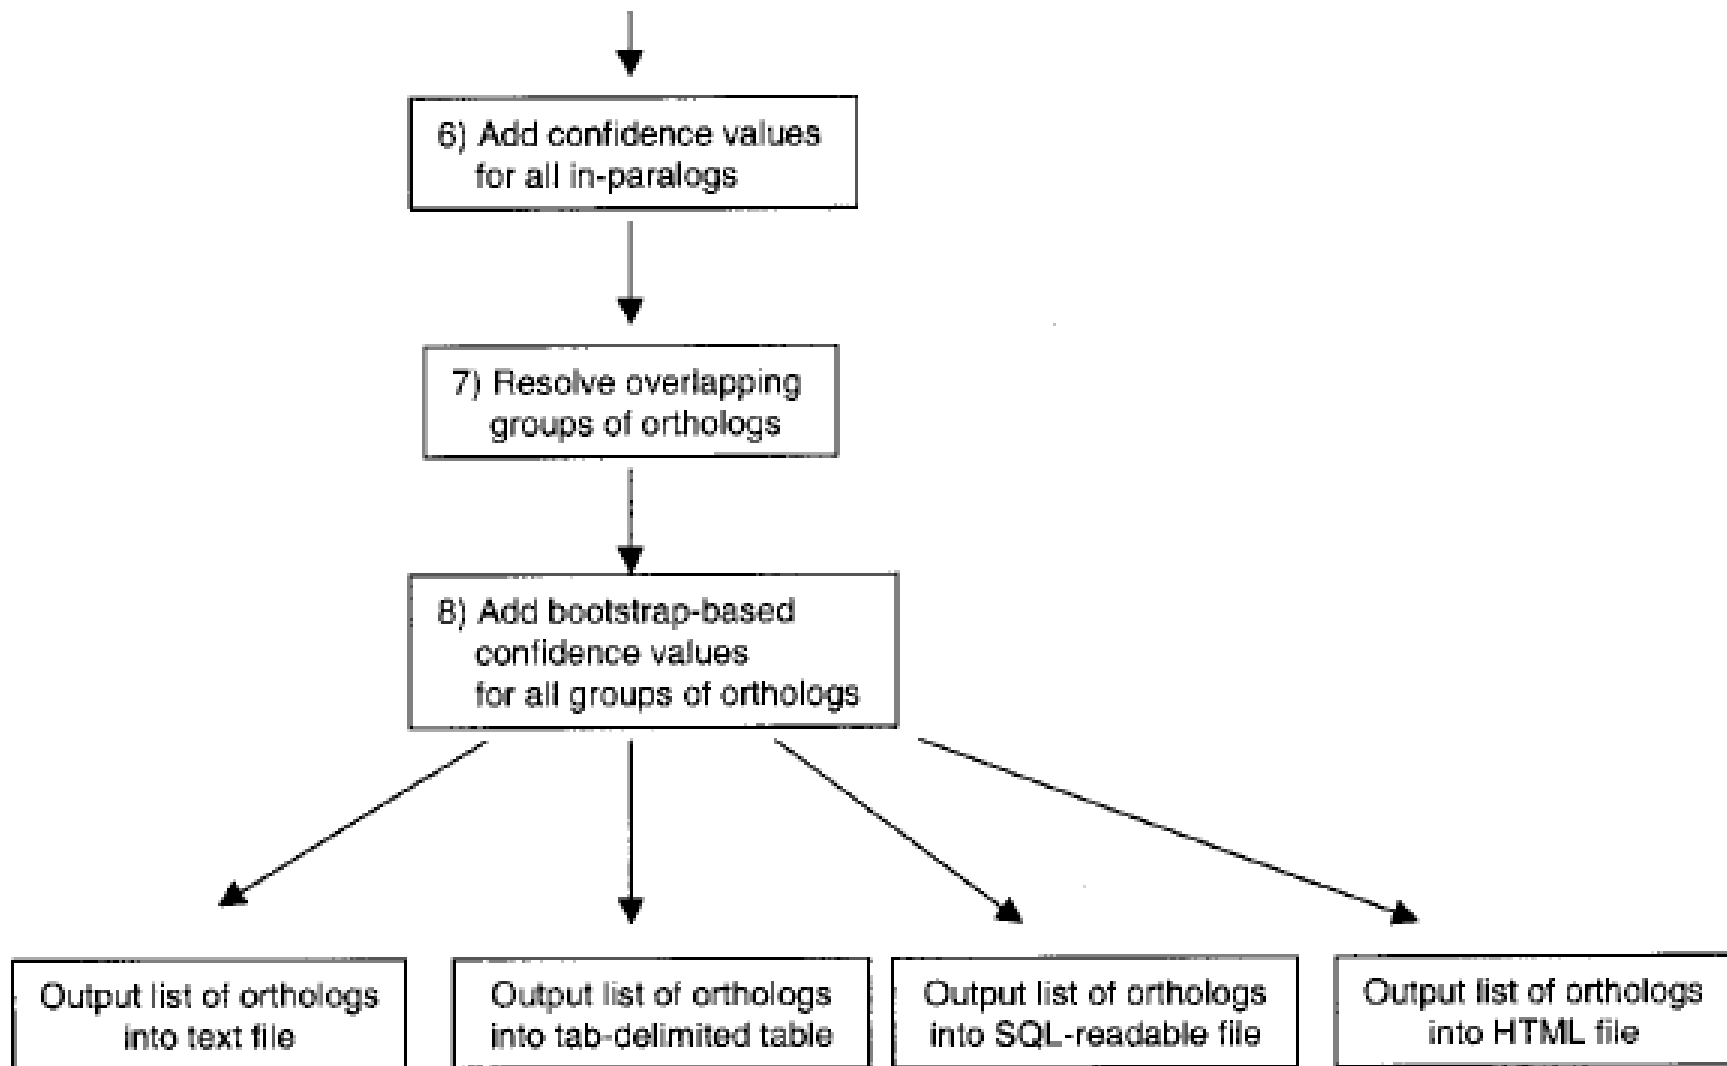 6) Add confidence values
for all in-paralogs
7) Resolve overlapping
groups of orthologs
8) Add bootstrap-based
confidence values
for all groups of orthologs
Output list of orthologs
into text file
Output list of orthologs
into tab-delimited table
Output list of orthologs
into SQL-readable file
Output list of orthologs
into HTML file